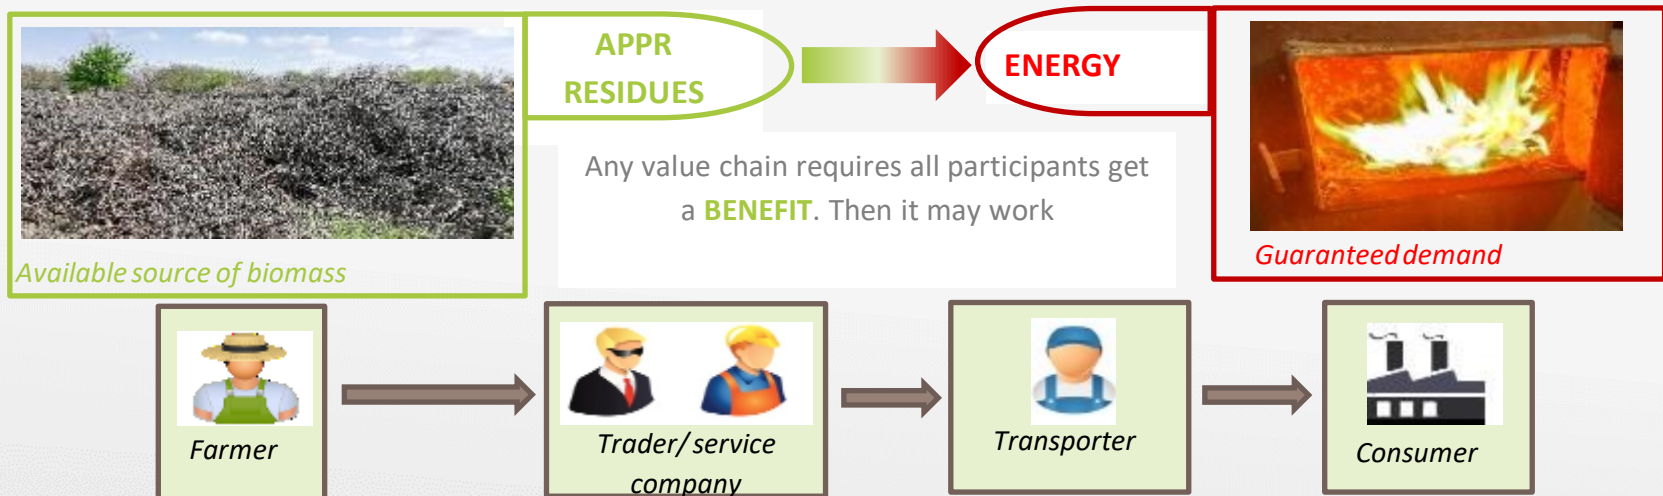 APPR
RESIDUES
ENERGY
Any value chain requires all participants get
a BENEFIT. Then it may work
Available source of biomass
Guaranteed demand
Farmer
Trader/ service
company
Transporter
Consumer